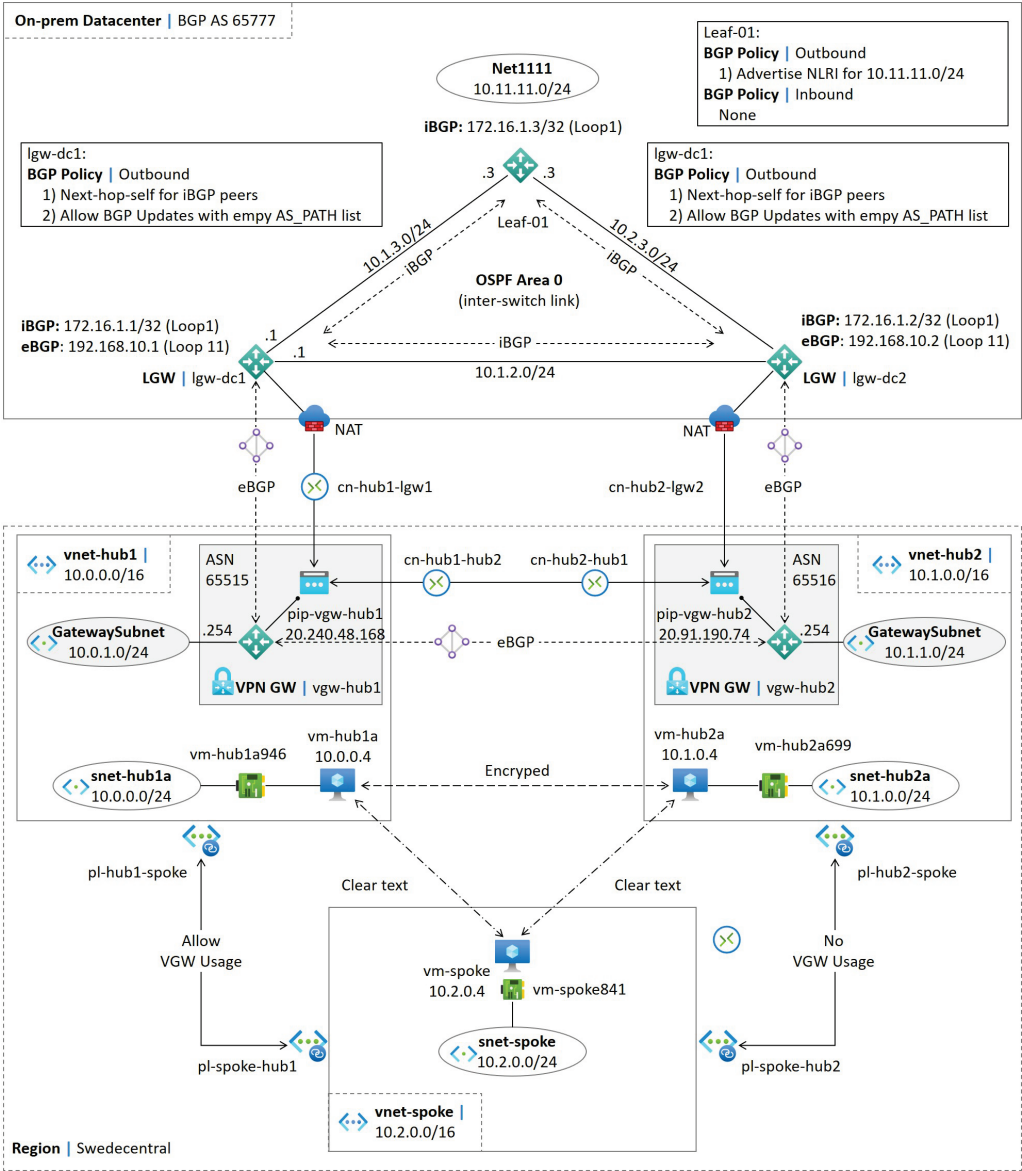 On-prem Datacenter | BGP AS 65777
Leaf-01:
BGP Policy | Outbound
1) Advertise NLRI for 10.11.11.0/24
BGP Policy | Inbound
None
Net1111
10.11.11.0/24
iBGP: 172.16.1.3/32 (Loop1)
lgw-dc1:
BGP Policy | Outbound
1) Next-hop-self for iBGP peers
2) Allow BGP Updates with empy AS_PATH list
lgw-dc1:
BGP Policy | Outbound
1) Next-hop-self for iBGP peers
2) Allow BGP Updates with empy AS_PATH list
.3
.3
Leaf-01
10.1.3.0/24
iBGP
10.2.3.0/24
iBGP
OSPF Area 0
(inter-switch link)
iBGP: 172.16.1.1/32 (Loop1)
eBGP: 192.168.10.1 (Loop 11)
.1
.1
iBGP
10.1.2.0/24
iBGP: 172.16.1.2/32 (Loop1)
eBGP: 192.168.10.2 (Loop 11)
LGW | lgw-dc1
LGW | lgw-dc2
NAT
NAT
eBGP
cn-hub1-lgw1
cn-hub2-lgw2
eBGP
vnet-hub1 |
10.0.0.0/16
ASN
65515
cn-hub1-hub2
cn-hub2-hub1
ASN
65516
vnet-hub2 |
10.1.0.0/16
pip-vgw-hub1
20.240.48.168
pip-vgw-hub2
20.91.190.74
GatewaySubnet
10.0.1.0/24
.254
eBGP
.254
GatewaySubnet
10.1.1.0/24
VPN GW | vgw-hub1
VPN GW | vgw-hub2
vm-hub1a946
vm-hub1a
10.0.0.4
vm-hub2a
10.1.0.4
vm-hub2a699
snet-hub1a
10.0.0.0/24
Encryped
snet-hub2a
10.1.0.0/24
pl-hub1-spoke
pl-hub2-spoke
Clear text
Clear text
Allow
VGW Usage
No
VGW Usage
vm-spoke
10.2.0.4
vm-spoke841
snet-spoke
10.2.0.0/24
pl-spoke-hub1
pl-spoke-hub2
vnet-spoke |
10.2.0.0/16
Region | Swedecentral